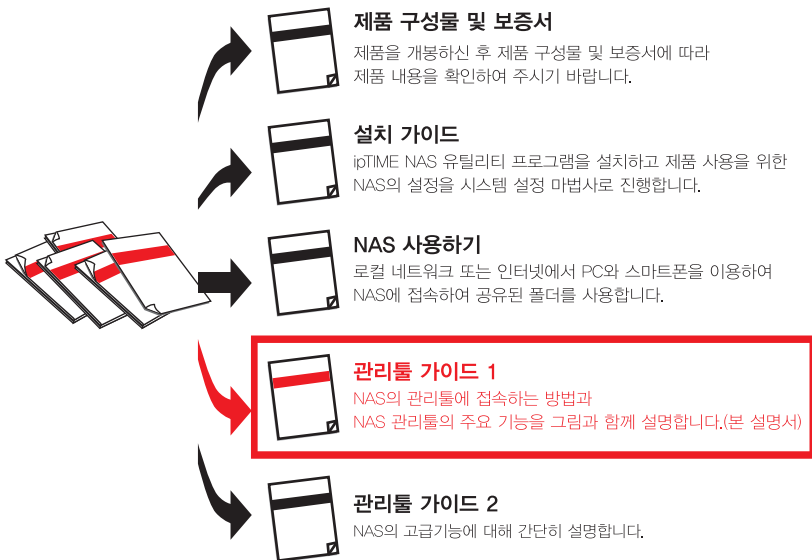 제품 구성물 및 보증서
제품을 개봉하신 후 제품 구성물 및 보증서에 따라
제품 내용을 확인하여 주시기 바랍니다.
설치 가이드
ipTIME NAS 유틸리티 프로그램을 설치하고 제품 사용을 위한
NAS의 설정을 시스템 설정 마법사로 진행합니다.
NAS 사용하기
로컬 네트워크 또는 인터넷에서 PC와 스마트폰을 이용하여
NAS에 접속하여 공유된 폴더를 사용합니다.
관리툴 가이드 1
NAS의 관리툴에 접속하는 방법과
NAS 관리툴의 주요 기능을 그림과 함께 설명합니다.(본 설명서)
관리툴 가이드 2
NAS의 고급기능에 대해 간단히 설명합니다.